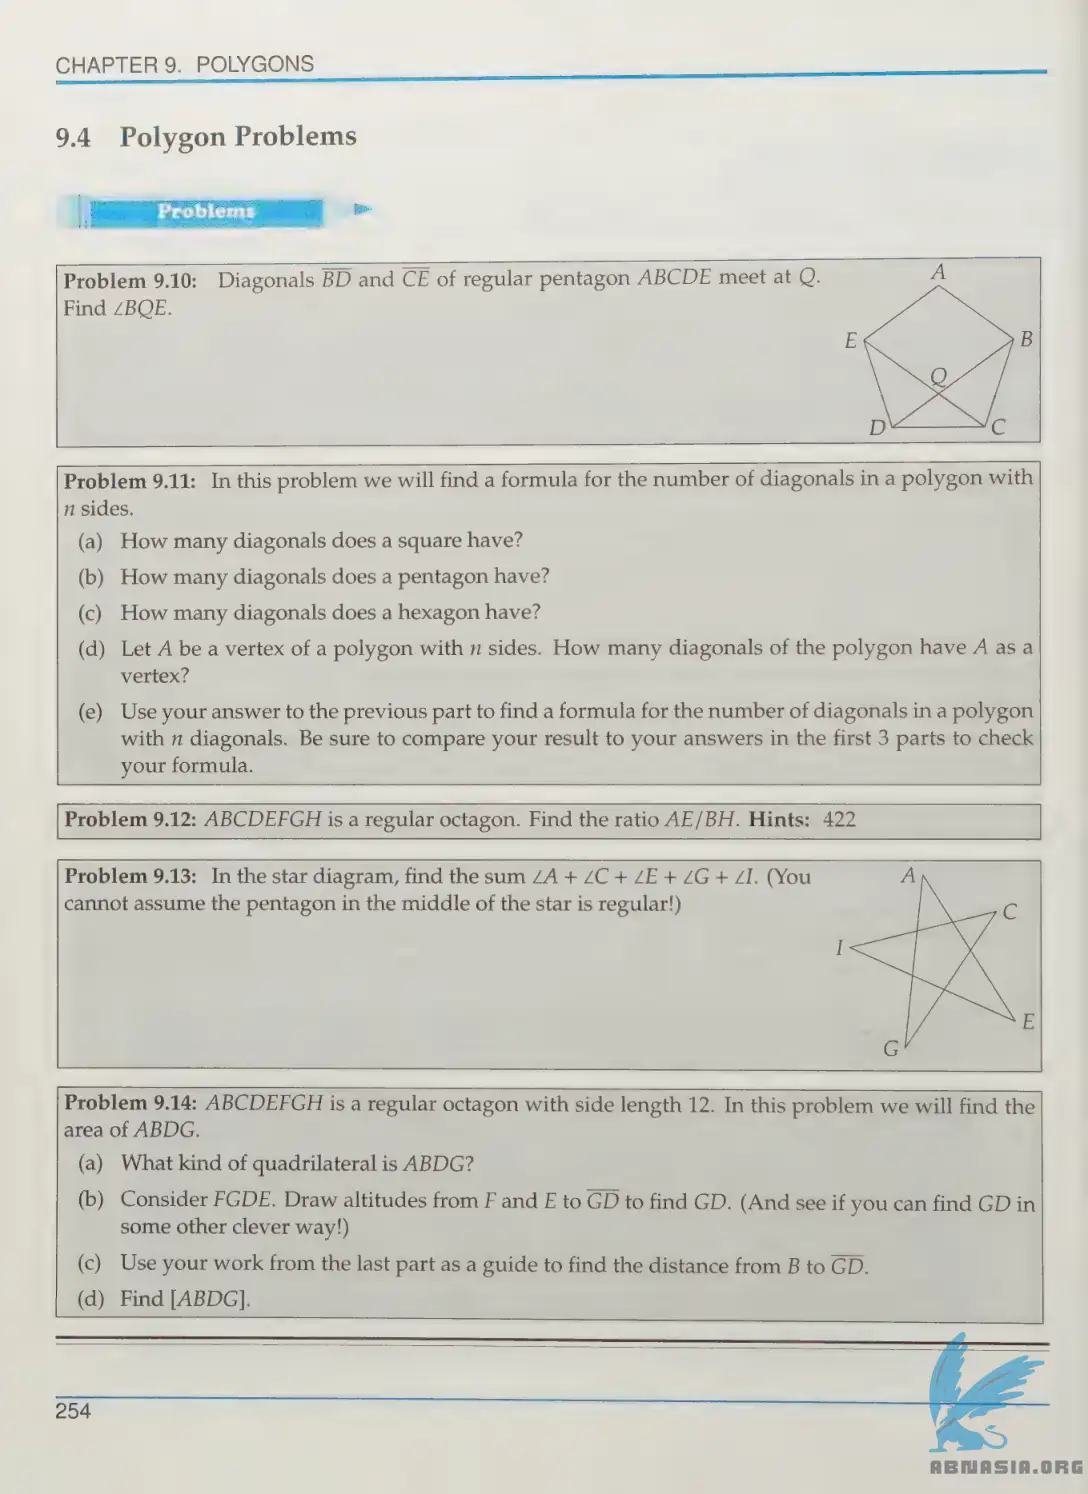 CHAPTER 9. POLYGONS
9.4 Polygon Problems
Problems
Problem 9.10: Diagonals BD and CE of regular pentagon ABCDE meet at Q.
Find ∠BQE.
A
E
B
Q
D
C
Problem 9.11: In this problem we will find a formula for the number of diagonals in a polygon with
n sides.
(a) How many diagonals does a square have?
(b) How many diagonals does a pentagon have?
(c) How many diagonals does a hexagon have?
(d) Let A be a vertex of a polygon with n sides. How many diagonals of the polygon have A as a
vertex?
(e) Use your answer to the previous part to find a formula for the number of diagonals in a polygon
with n diagonals. Be sure to compare your result to your answers in the first 3 parts to check
your formula.
Problem 9.12: ABCDEFGH is a regular octagon. Find the ratio AE/BH. Hints: 422
Problem 9.13: In the star diagram, find the sum ∠A + ∠C + ∠E + ∠G + ∠I. (You
cannot assume the pentagon in the middle of the star is regular!)
A
C
I
E
G
Problem 9.14: ABCDEFGH is a regular octagon with side length 12. In this problem we will find the
area of ABDG.
(a) What kind of quadrilateral is ABDG?
(b) Consider FGDE. Draw altitudes from F and E to GD to find GD. (And see if you can find GD in
some other clever way!)
(c) Use your work from the last part as a guide to find the distance from B to GD.
(d) Find [ABDG].
254
ABNASIA.ORG